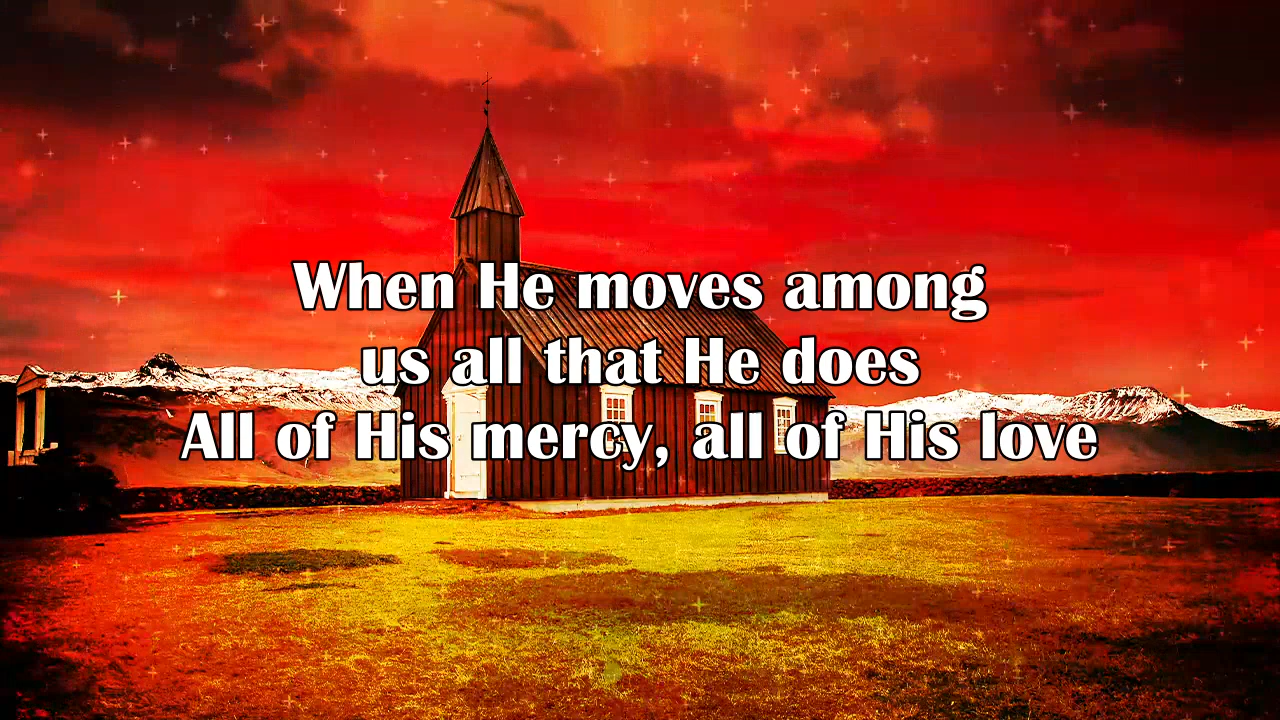 When He moves among
us all that He does
All of His mercy, all of His love